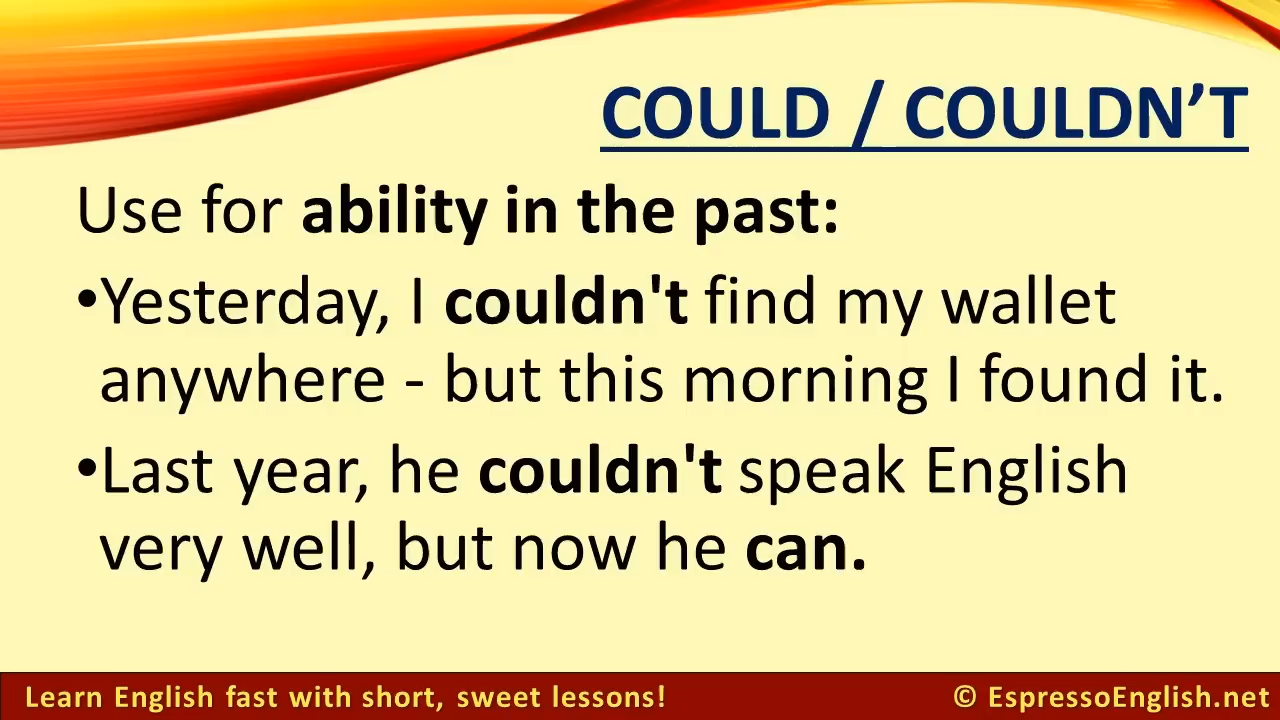 COULD / COULDN’T
Use for ability in the past:
•Yesterday, I couldn't find my wallet
anywhere - but this morning I found it.
•Last year, he couldn't speak English
very well, but now he can.
Learn English fast with short, sweet lessons!
© EspressoEnglish.net